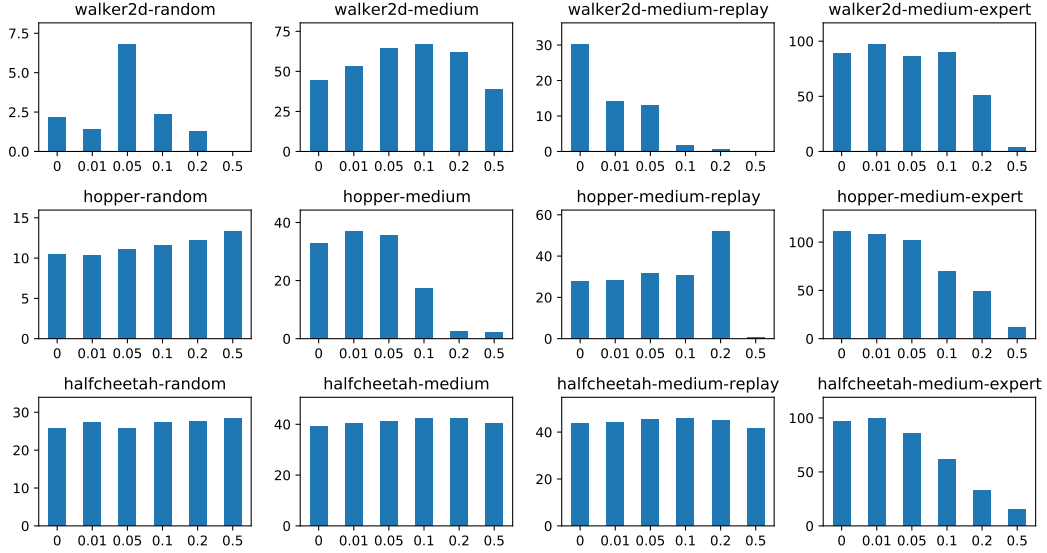 walker2d-random
7.5
5.0
2.5
0.0
0 0.01 0.05 0.1 0.2 0.5
walker2d-medium
75
50
25
0
0 0.01 0.05 0.1 0.2 0.5
walker2d-medium-replay
30
20
10
0
0 0.01 0.05 0.1 0.2 0.5
walker2d-medium-expert
100
50
0
0 0.01 0.05 0.1 0.2 0.5
hopper-random
15
10
5
0
0 0.01 0.05 0.1 0.2 0.5
hopper-medium
40
20
0
0 0.01 0.05 0.1 0.2 0.5
hopper-medium-replay
60
40
20
0
0 0.01 0.05 0.1 0.2 0.5
hopper-medium-expert
100
50
0
0 0.01 0.05 0.1 0.2 0.5
halfcheetah-random
30
20
10
0
0 0.01 0.05 0.1 0.2 0.5
halfcheetah-medium
40
20
0
0 0.01 0.05 0.1 0.2 0.5
halfcheetah-medium-replay
40
20
0
0 0.01 0.05 0.1 0.2 0.5
halfcheetah-medium-expert
100
50
0
0 0.01 0.05 0.1 0.2 0.5